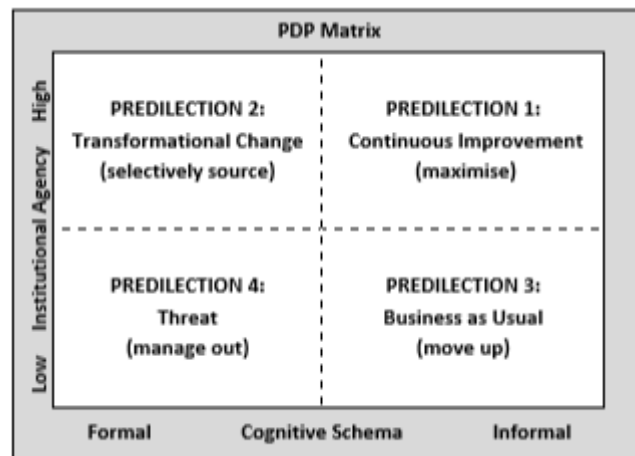 PDP Matrix
PREDILECTION 2:
Transformational Change
(selectively source)
PREDILECTION 1:
Continuous Improvement
(maximise)
PREDILECTION 4:
Threat
(manage out)
PREDILECTION 3:
Business as Usual
(move up)
Low Institutional Agency High
Formal Cognitive Schema Informal